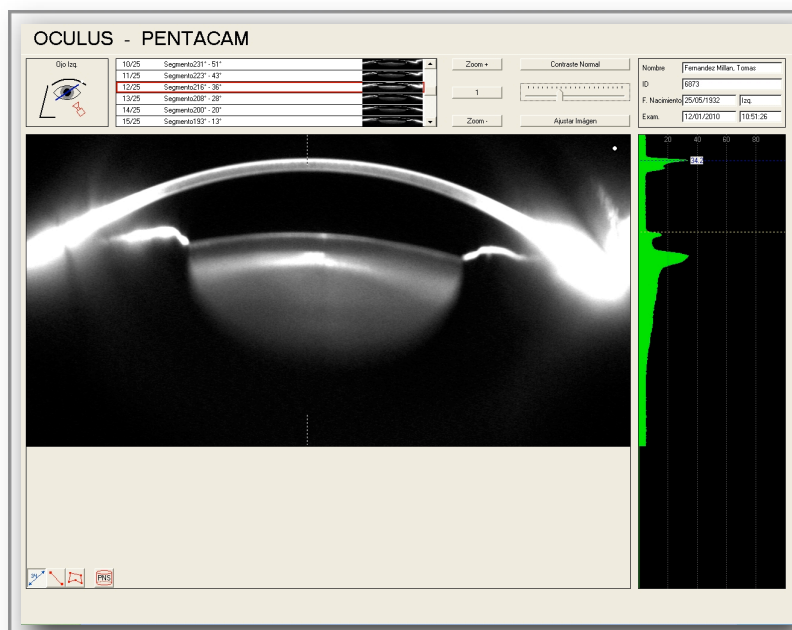 OCULUS - PENTACAM
Ojo Izq.
10/25 Segmento231° - 51°
11/25 Segmento223° - 43°
12/25 Segmento216° - 36°
13/25 Segmento208° - 28°
14/25 Segmento200° - 20°
15/25 Segmento193° - 13°
Zoom +
1
Zoom -
Contraste Normal
Ajustar Imágen
Nombre Fernandez Millan, Tomas
ID 6873
F. Nacimiento 25/05/1932 Izq.
Exam. 12/01/2010 10:51:26
20 40 60 80
34.2
PNS